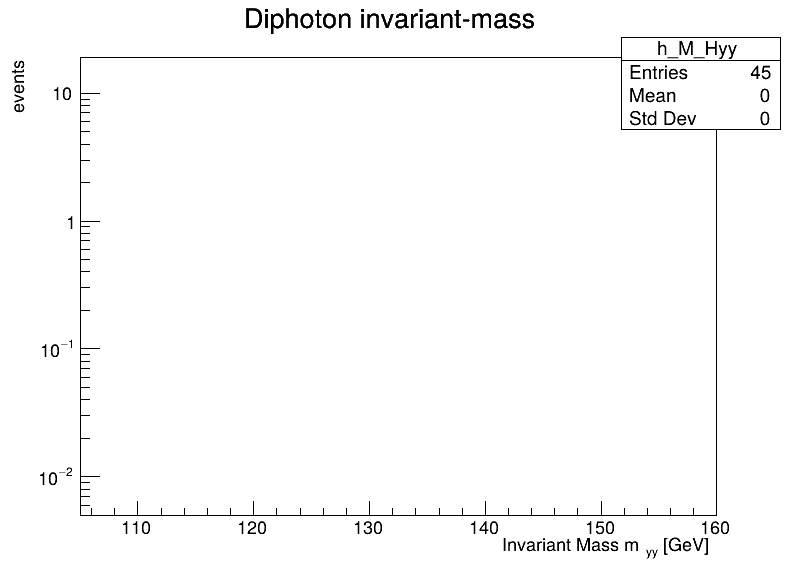 Diphoton invariant-mass
h_M_Hyy
Entries 45
Mean 0
Std Dev 0
events
10
1
10⁻¹
10⁻²
110 120 130 140 150 160
Invariant Mass m yy [GeV]